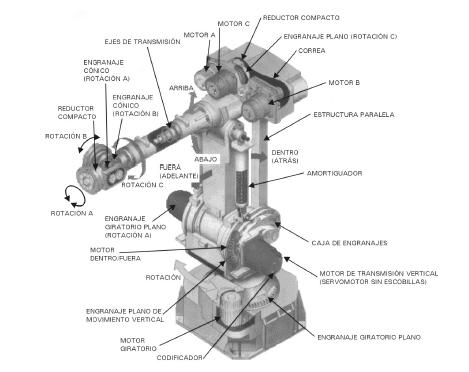 REDUCTOR COMPACTO
MOTOR C
MOTOR A
ENGRANAJE PLANO (ROTACIÓN C)
EJES DE TRANSMISIÓN
CORREA
ENGRANAJE
CÓNICO
(ROTACIÓN A)
MOTOR B
ARRIBA
ENGRANAJE
CÓNICO
(ROTACIÓN B)
REDUCTOR
COMPACTO
ESTRUCTURA PARALELA
ROTACIÓN B
ABAJO
DENTRO
(ATRÁS)
FUERA
(ADELANTE)
AMORTIGUADOR
ROTACIÓN C
ROTACIÓN A
ENGRANAJE
GIRATORIO PLANO
(ROTACIÓN A)
CAJA DE ENGRANAJES
MOTOR
DENTRO/FUERA
ROTACIÓN
MOTOR DE TRANSMISIÓN VERTICAL
(SERVOMOTOR SIN ESCOBILLAS)
ENGRANAJE PLANO DE
MOVIMIENTO VERTICAL
ENGRANAJE GIRATORIO PLANO
MOTOR
GIRATORIO
CODIFICADOR